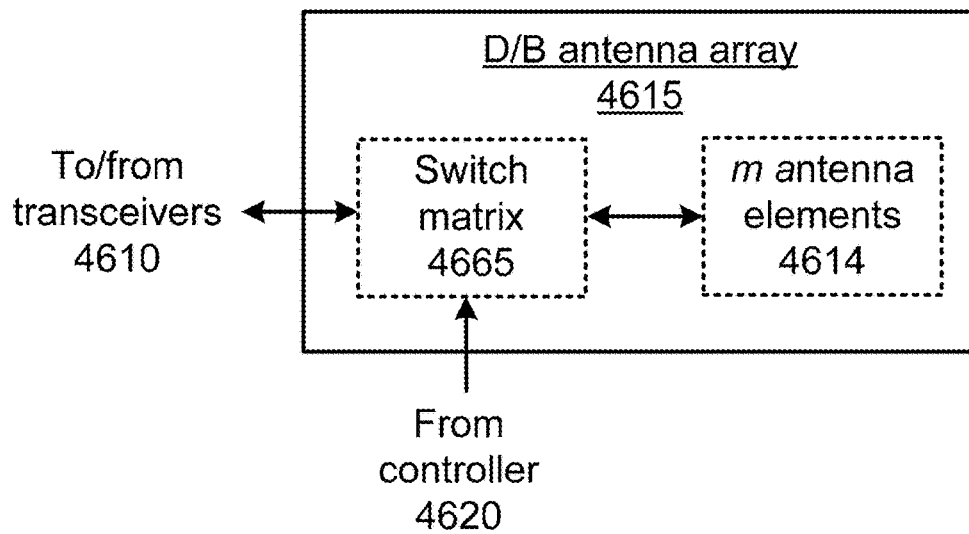 D/B antenna array
4615
To/from
transceivers
4610
Switch
matrix
4665
m antenna
elements
4614
From
controller
4620